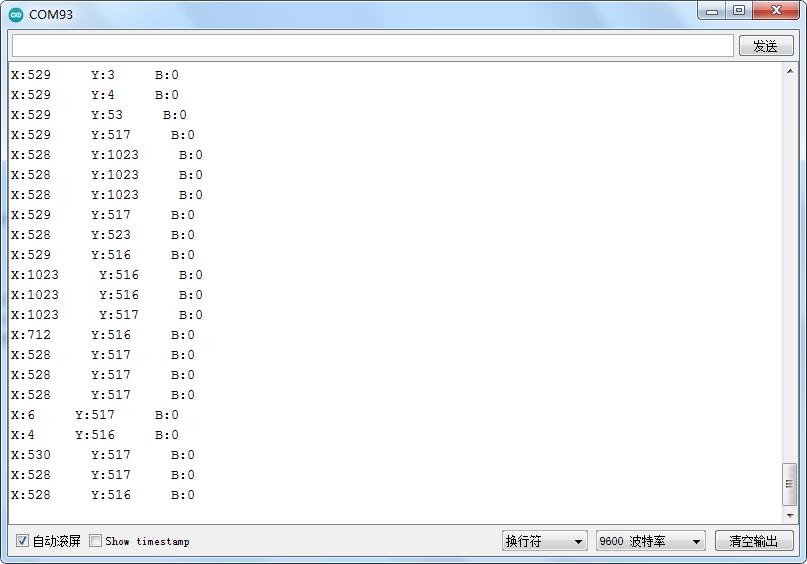 COM93
发送
X:529     Y:3     B:0
X:529     Y:4     B:0
X:529     Y:53     B:0
X:529     Y:517     B:0
X:528     Y:1023     B:0
X:528     Y:1023     B:0
X:528     Y:1023     B:0
X:529     Y:517     B:0
X:528     Y:523     B:0
X:529     Y:516     B:0
X:1023     Y:516     B:0
X:1023     Y:516     B:0
X:1023     Y:517     B:0
X:712     Y:516     B:0
X:528     Y:517     B:0
X:528     Y:517     B:0
X:528     Y:517     B:0
X:6     Y:517     B:0
X:4     Y:516     B:0
X:530     Y:517     B:0
X:528     Y:517     B:0
X:528     Y:516     B:0
自动滚屏 Show timestamp 换行符 9600 波特率 清空输出